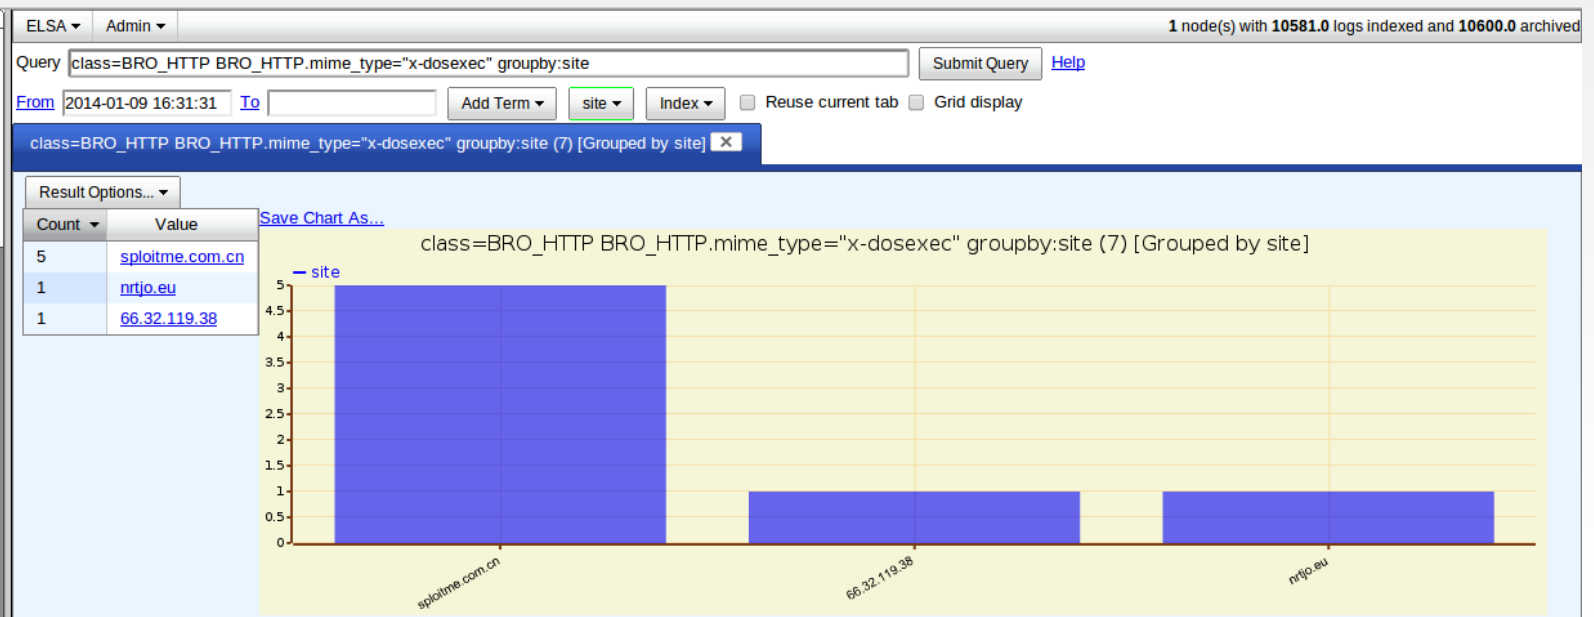 ELSA Admin 1 node(s) with 10581.0 logs indexed and 10600.0 archived
Query class=BRO_HTTP BRO_HTTP.mime_type="x-dosexec" groupby:site Submit Query Help
From 2014-01-09 16:31:31 To Add Term site Index Reuse current tab Grid display
class=BRO_HTTP BRO_HTTP.mime_type="x-dosexec" groupby:site (7) [Grouped by site] x
Result Options...
Count Value
5 sploitme.com.cn
1 nrtjo.eu
1 66.32.119.38
Save Chart As...
class=BRO_HTTP BRO_HTTP.mime_type="x-dosexec" groupby:site (7) [Grouped by site]
site
5
4.5
4
3.5
3
2.5
2
1.5
1
0.5
0
sploitme.com.cn 66.32.119.38 nrtjo.eu